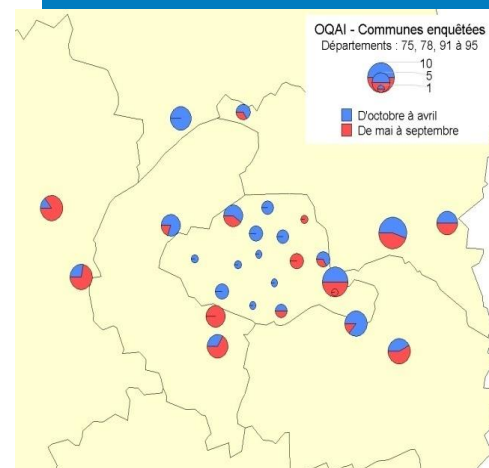 OQAI - Communes enquêtées
Départements : 75, 78, 91 à 95
10
5
1
D'octobre à avril
De mai à septembre